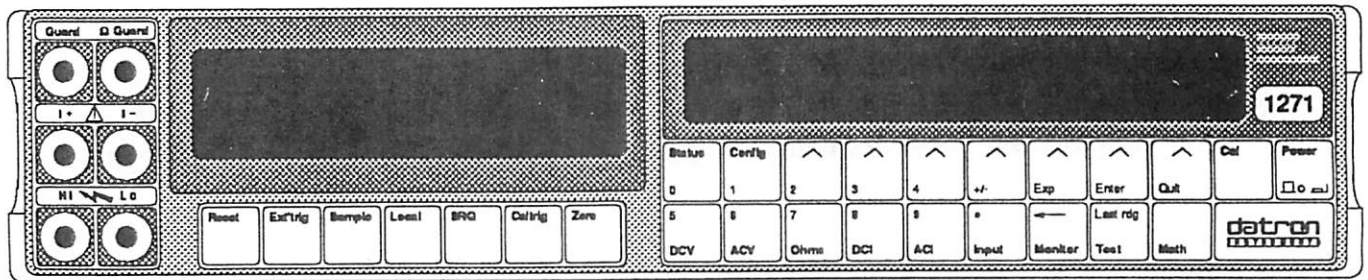 Guard Ω Guard
I+ I-
Hi Lo
Reset Ext'trig Sample Local SRQ Caltrig Zero
1271
Status Config Cal Power
0 1 2 3 4 +/- Exp Enter Quit
5 6 7 8 9 Last rdg
DCV ACV Ohms DCI ACI Input Monitor Test Math
datron